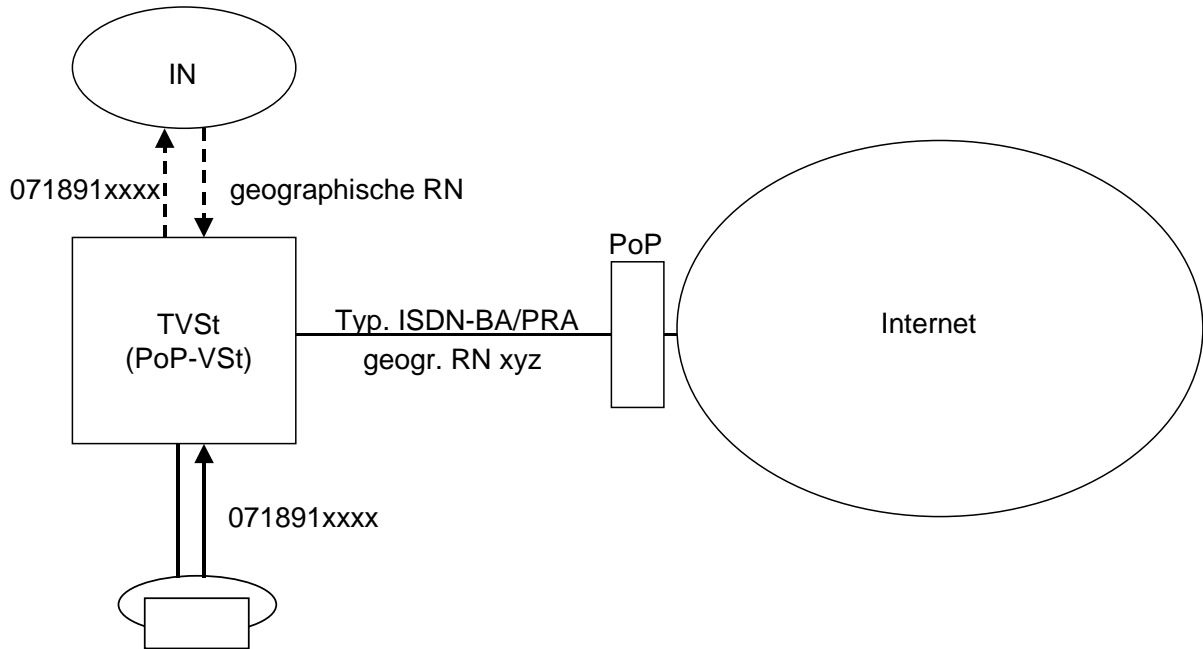 IN
071891xxxx
geographische RN
PoP
TVSt
(PoP-VSt)
Typ. ISDN-BA/PRA
geogr. RN xyz
Internet
071891xxxx